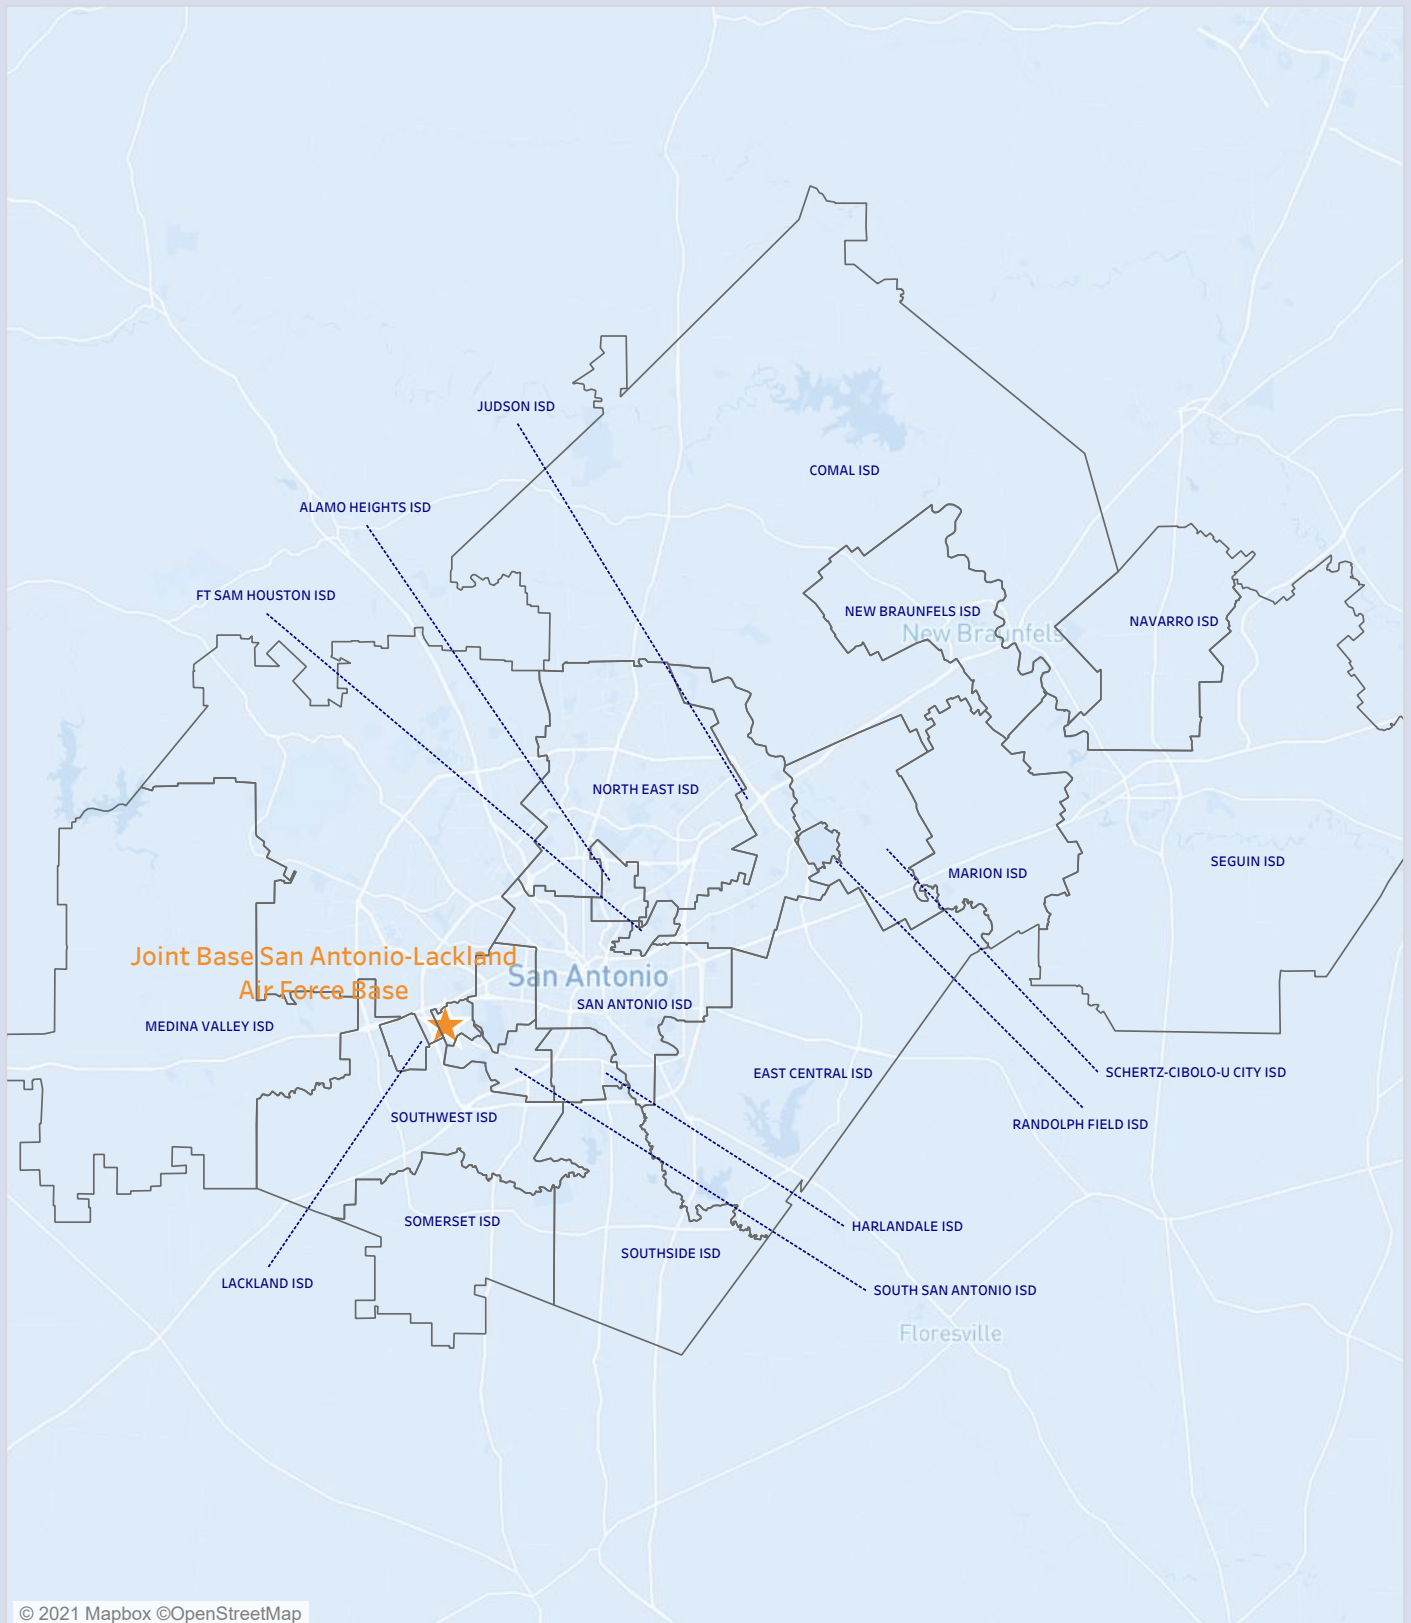 JUDSON ISD
COMAL ISD
ALAMO HEIGHTS ISD
FT SAM HOUSTON ISD
NEW BRAUNFELS ISD
New Braunfels
NAVARRO ISD
NORTH EAST ISD
SEGUIN ISD
MARION ISD
Joint Base San Antonio-Lackland
Air Force Base
San Antonio
SAN ANTONIO ISD
MEDINA VALLEY ISD
EAST CENTRAL ISD
SCHERTZ-CIBOLO-U CITY ISD
SOUTHWEST ISD
RANDOLPH FIELD ISD
SOMERSET ISD
HARLANDALE ISD
SOUTHSIDE ISD
LACKLAND ISD
SOUTH SAN ANTONIO ISD
Floresville
© 2021 Mapbox ©OpenStreetMap